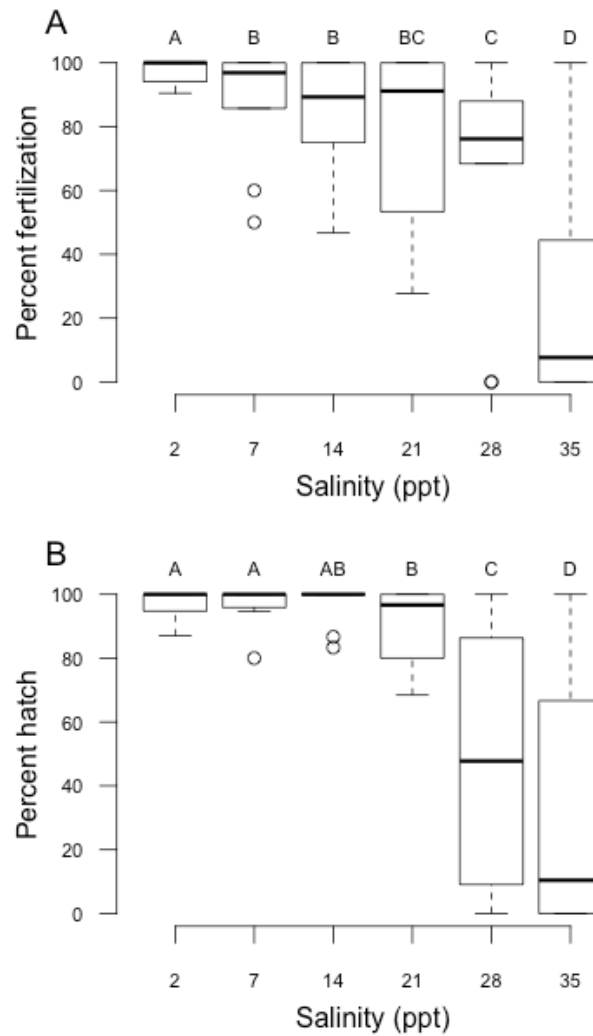 A
A B B BC C D
100
80
60
40
20
0
Percent fertilization
2 7 14 21 28 35
Salinity (ppt)
B
A A AB B C D
100
80
60
40
20
0
Percent hatch
2 7 14 21 28 35
Salinity (ppt)